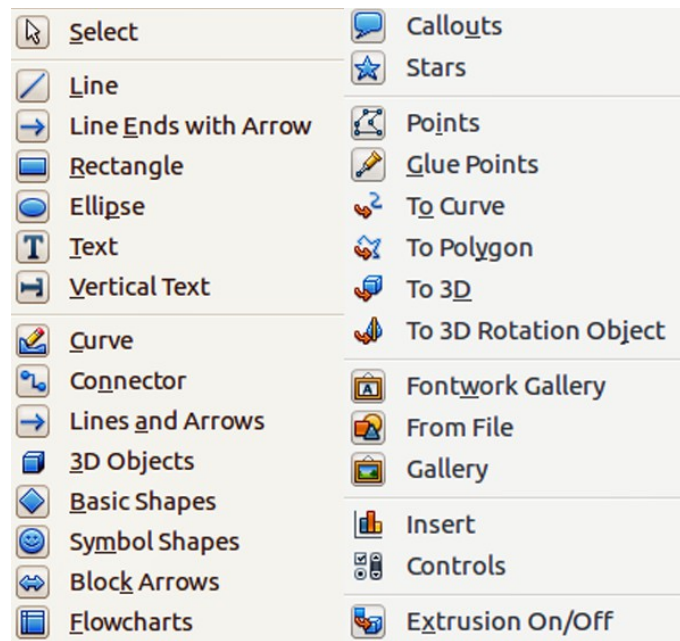 Select
Line
Line Ends with Arrow
Rectangle
Ellipse
Text
Vertical Text
Curve
Connector
Lines and Arrows
3D Objects
Basic Shapes
Symbol Shapes
Block Arrows
Flowcharts
Callouts
Stars
Points
Glue Points
To Curve
To Polygon
To 3D
To 3D Rotation Object
Fontwork Gallery
From File
Gallery
Insert
Controls
Extrusion On/Off